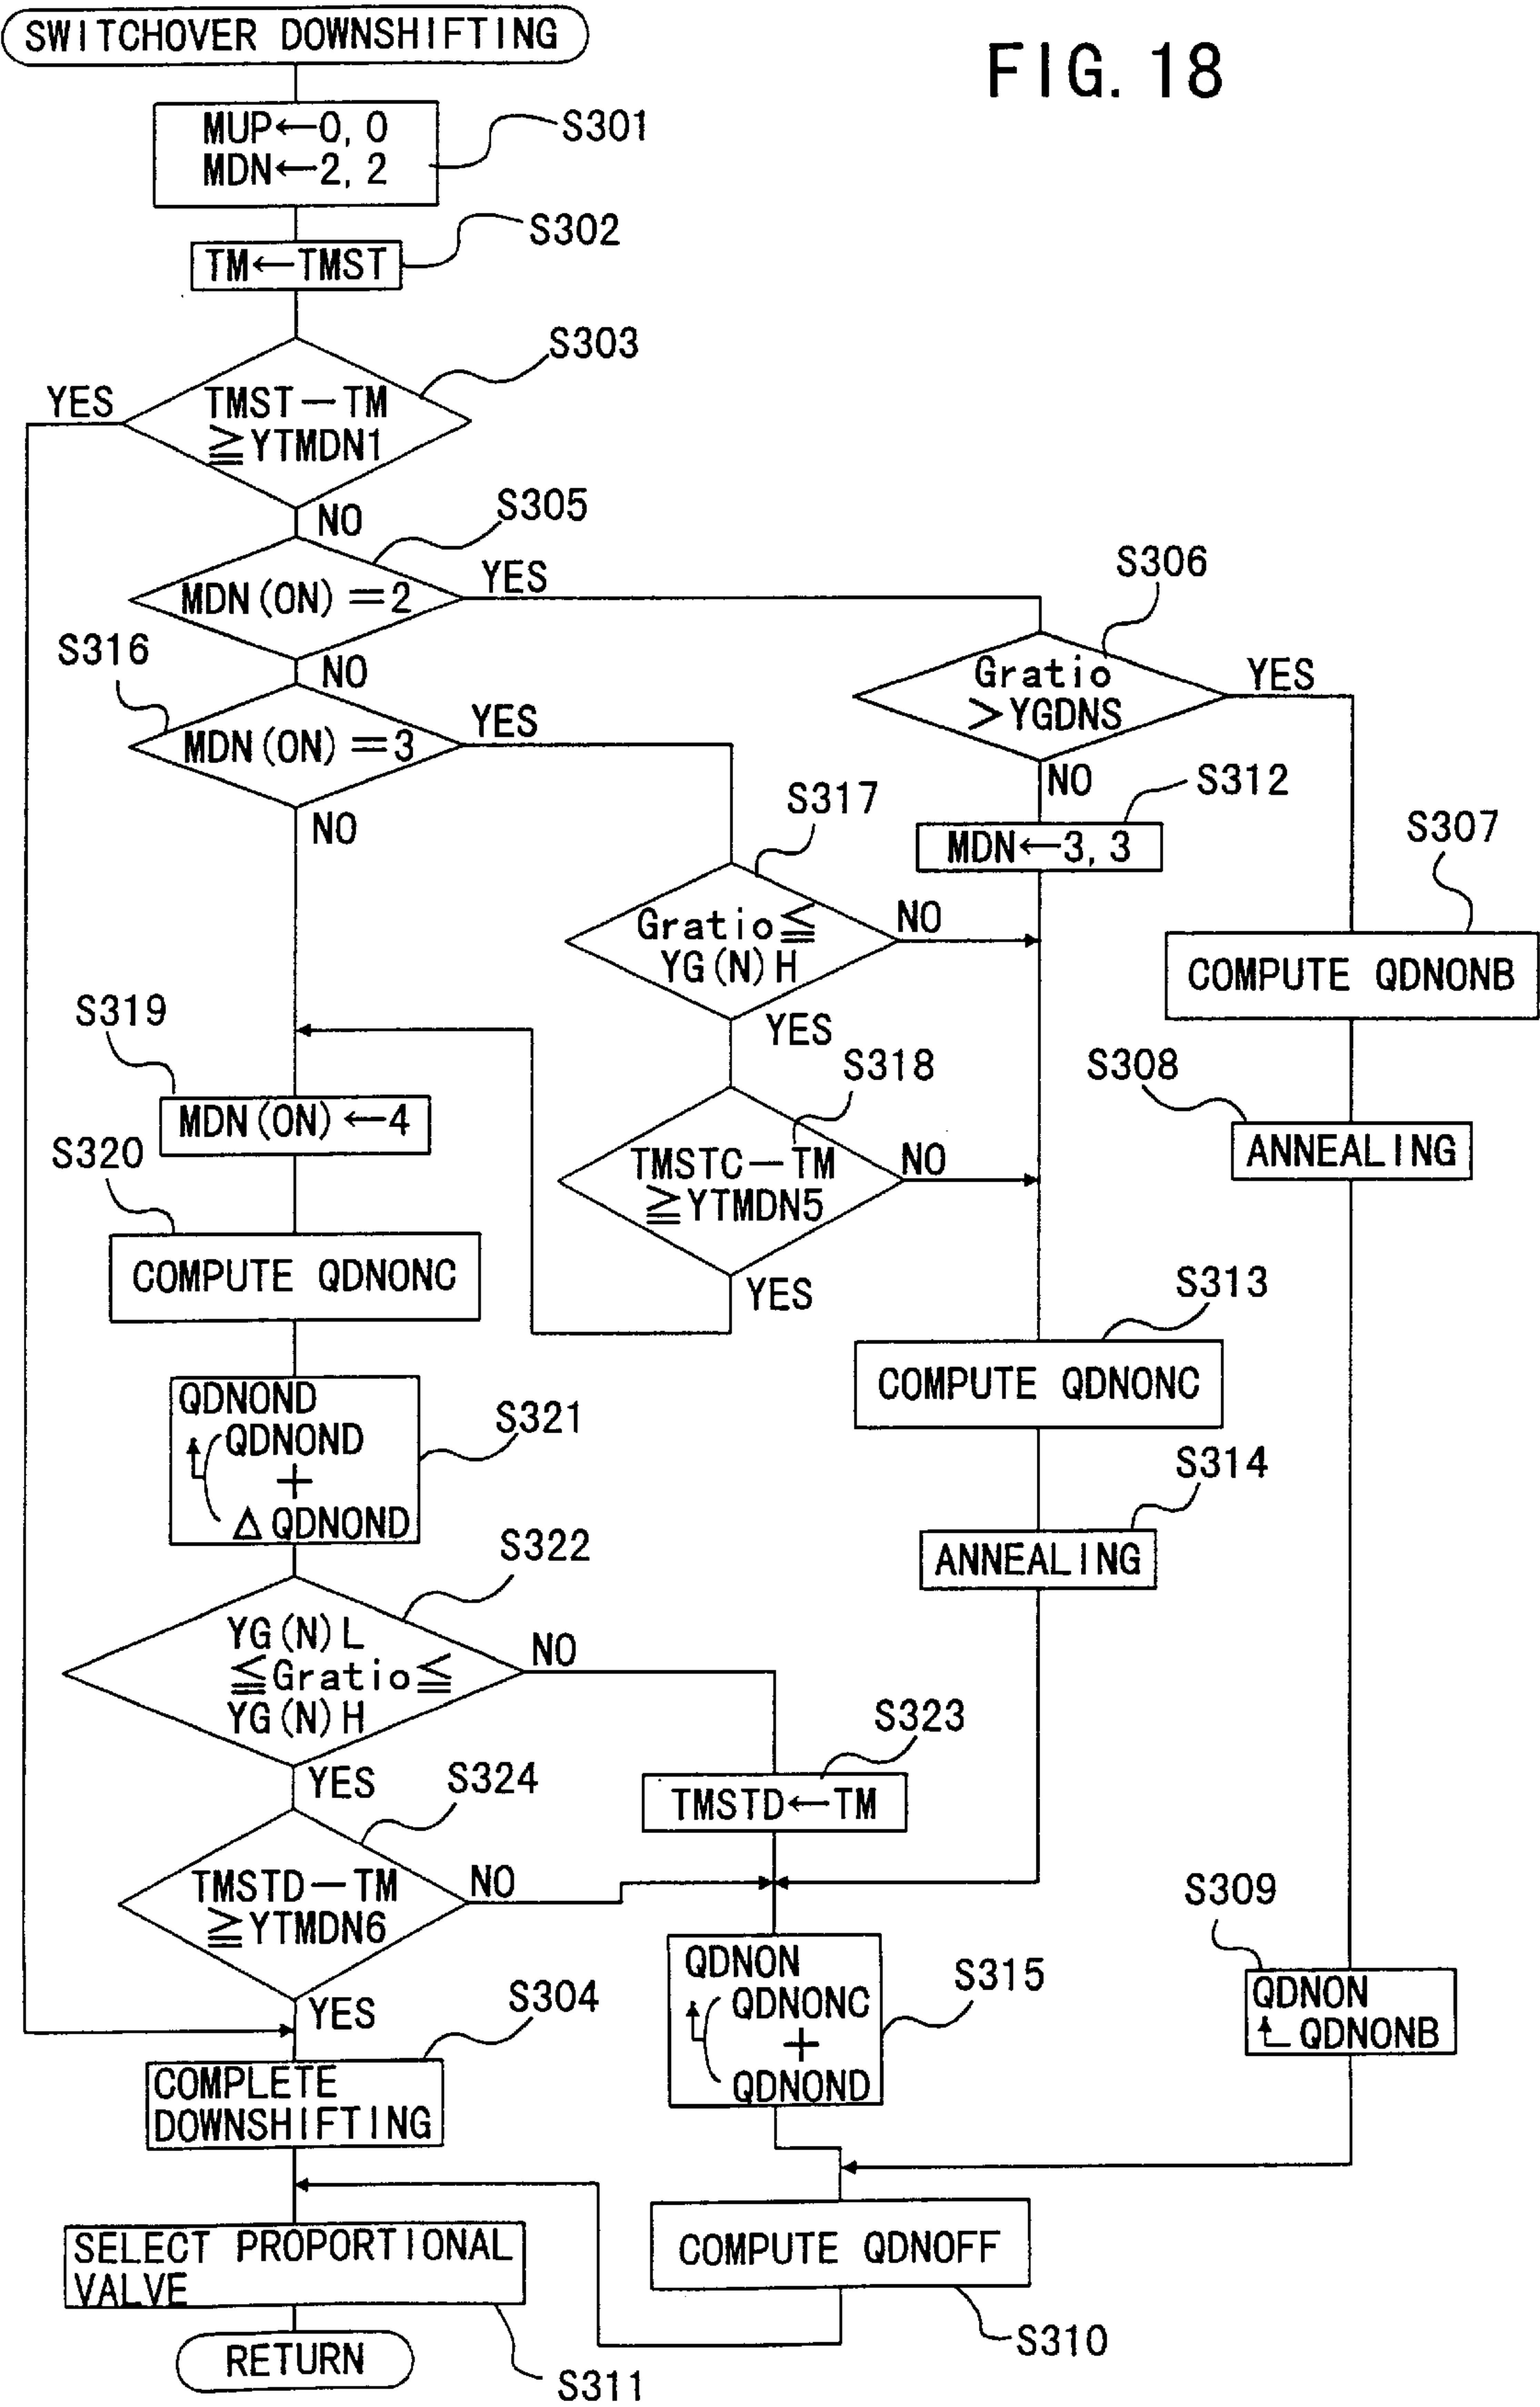 FIG. 18
SWITCHOVER DOWNSHIFTING
MUP←0, 0
MDN←2, 2
S301
TM←TMST
S302
TMST－TM
≧YTMDN1
S303
YES
NO
MDN(ON)＝2
S305
YES
NO
Gratio
＞YGDNS
S306
YES
NO
MDN(ON)＝3
S316
YES
NO
MDN←3, 3
S312
Gratio≦
YG(N)H
S317
NO
YES
COMPUTE QDNONB
S307
MDN(ON)←4
S319
TMSTC－TM
≧YTMDN5
S318
NO
YES
ANNEALING
S308
COMPUTE QDNONC
S320
COMPUTE QDNONC
S313
QDNOND
QDNOND
＋
ΔQDNOND
S321
ANNEALING
S314
YG(N)L
≦Gratio≦
YG(N)H
S322
NO
YES
TMSTD←TM
S323
TMSTD－TM
≧YTMDN6
S324
NO
YES
QDNON
QDNONC
＋
QDNOND
S315
QDNON
QDNONB
S309
COMPLETE
DOWNSHIFTING
S304
COMPUTE QDNOFF
S310
SELECT PROPORTIONAL
VALVE
S311
RETURN